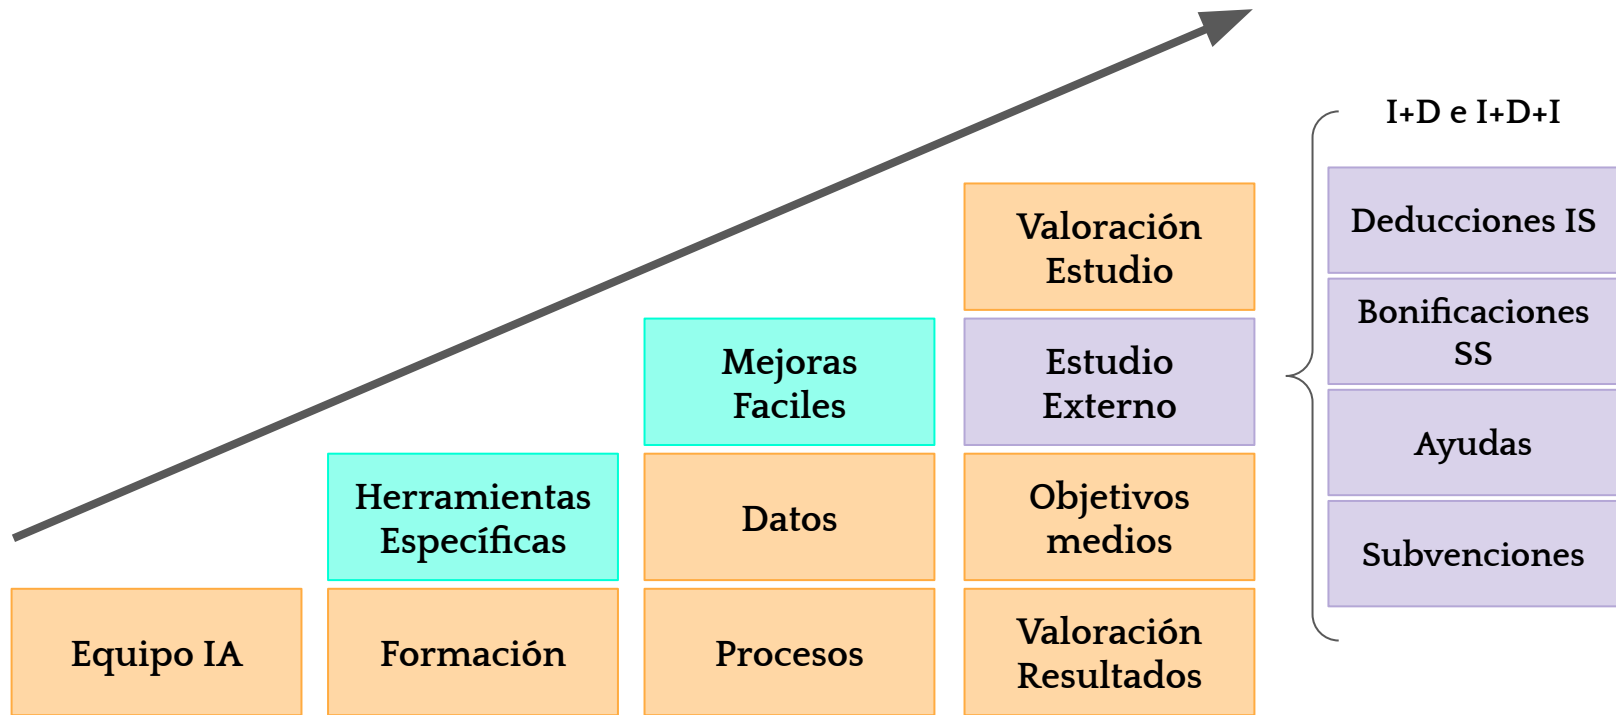 I+D e I+D+I
Deducciones IS
Valoración
Estudio
Bonificaciones
SS
Mejoras
Faciles
Estudio
Externo
Ayudas
Herramientas
Específicas
Datos
Objetivos
medios
Subvenciones
Equipo IA
Formación
Procesos
Valoración
Resultados